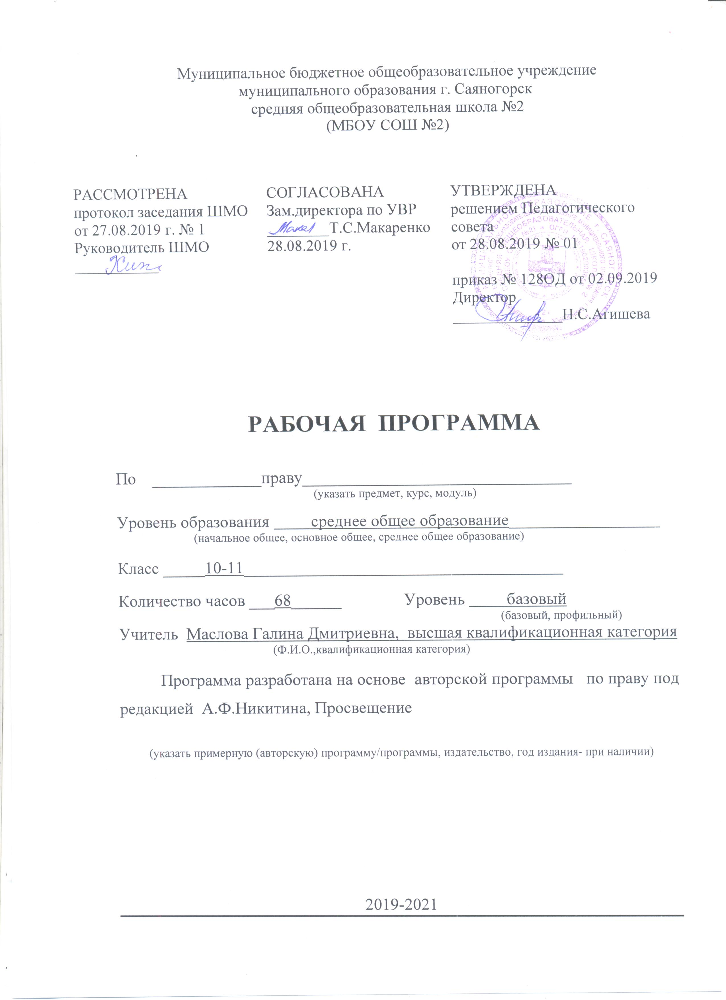 Муниципальное бюджетное общеобразовательное учреждение
муниципального образования г. Саяногорск
средняя общеобразовательная школа №2
(МБОУ СОШ №2)
РАССМОТРЕНА
протокол заседания ШМО
от 27.08.2019 г. № 1
Руководитель ШМО
СОГЛАСОВАНА
Зам.директора по УВР
Т.С.Макаренко
28.08.2019 г.
УТВЕРЖДЕНА
решением Педагогического
совета
от 28.08.2019 № 01
приказ № 128ОД от 02.09.2019
Директор
Н.С.Агишева
РАБОЧАЯ ПРОГРАММА
По праву
(указать предмет, курс, модуль)
Уровень образования среднее общее образование
(начальное общее, основное общее, среднее общее образование)
Класс 10-11
Количество часов 68 Уровень базовый
(базовый, профильный)
Учитель Маслова Галина Дмитриевна, высшая квалификационная категория
(Ф.И.О.,квалификационная категория)
Программа разработана на основе авторской программы по праву под
редакцией А.Ф.Никитина, Просвещение
(указать примерную (авторскую) программу/программы, издательство, год издания- при наличии)
2019-2021